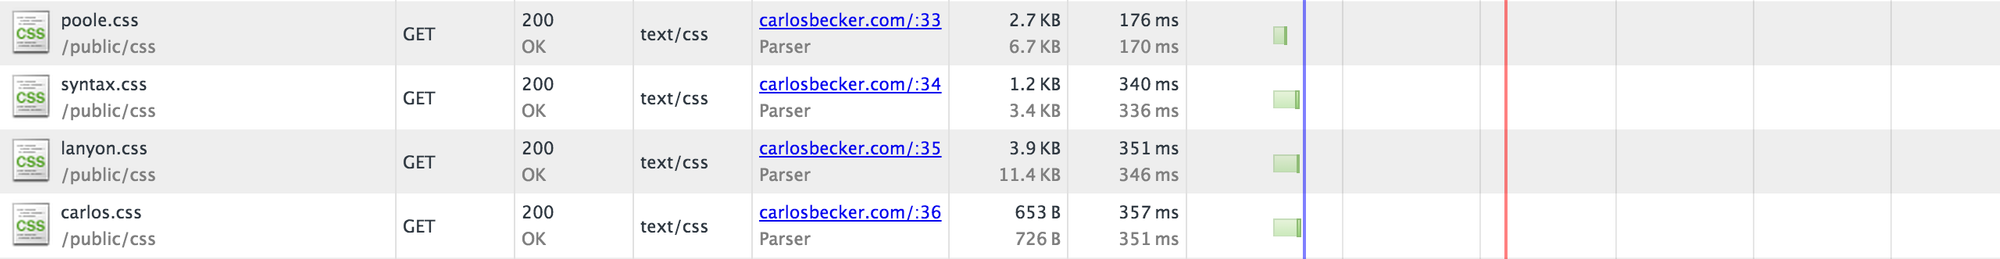 poole.css 200 carlosbecker.com/:33 2.7 KB 176 ms
CSS GET text/css
/public/css OK Parser 6.7 KB 170 ms
syntax.css 200 carlosbecker.com/:34 1.2 KB 340 ms
CSS GET text/css
/public/css OK Parser 3.4 KB 336 ms
lanyon.css 200 carlosbecker.com/:35 3.9 KB 351 ms
CSS GET text/css
/public/css OK Parser 11.4 KB 346 ms
carlos.css 200 carlosbecker.com/:36 653 B 357 ms
CSS GET text/css
/public/css OK Parser 726 B 351 ms